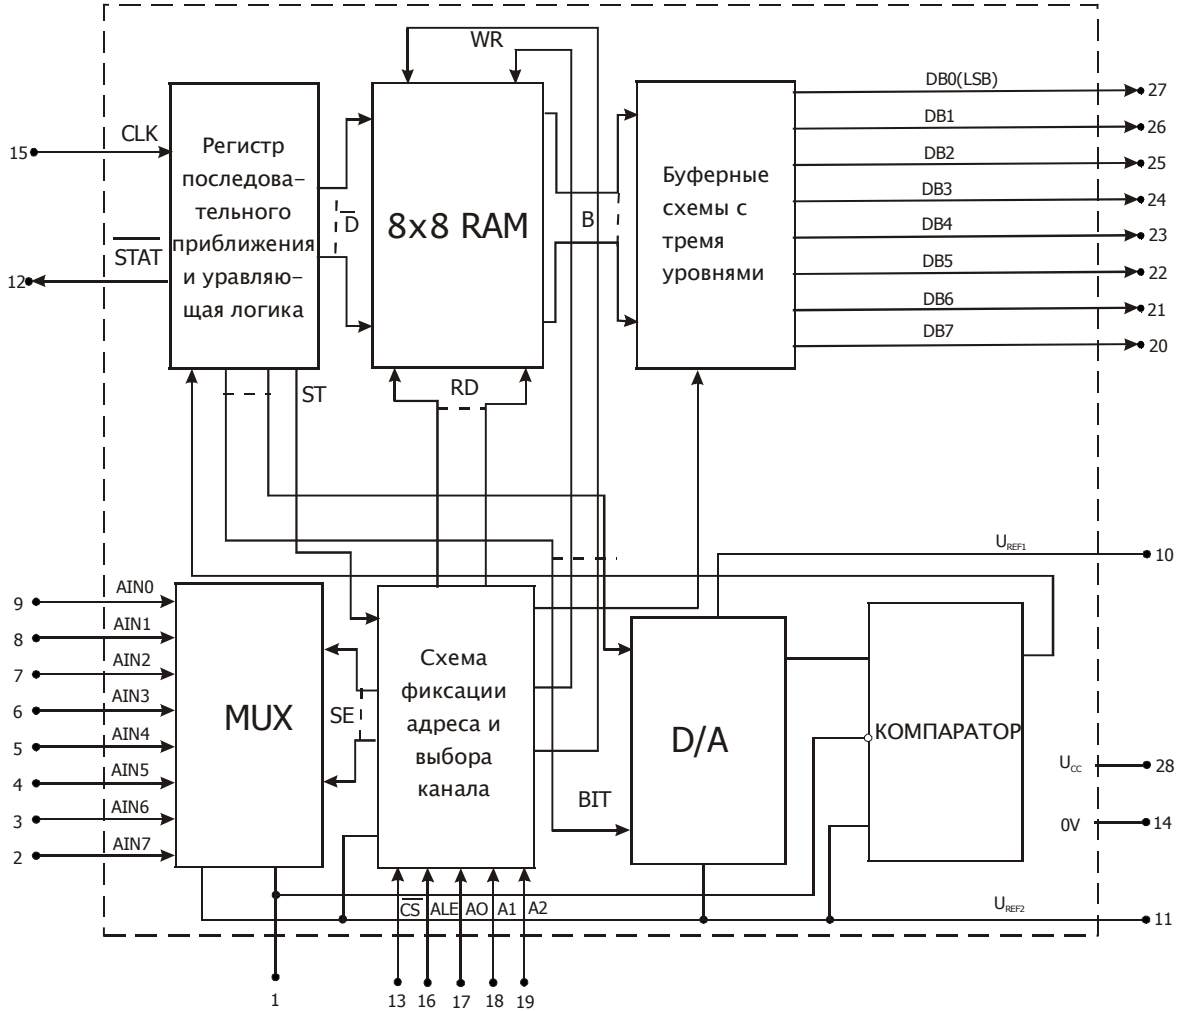 WR
DB0(LSB)
27
CLK
15
DB1
26
Регистр
последова–
тельного
приближения
и уравляю–
щая логика
DB2
25
Буферные
схемы с
тремя
уровнями
DB3
24
D
8x8 RAM
B
DB4
23
STAT
12
DB5
22
DB6
21
DB7
20
ST
RD
UREF1
10
9
AIN0
8
AIN1
7
AIN2
6
AIN3
5
AIN4
4
AIN5
3
AIN6
2
AIN7
MUX
SE
Схема
фиксации
адреса и
выбора
канала
D/A
КОМПАРАТОР
UCC
28
BIT
0V
14
CS
ALE
AO
A1
A2
UREF2
11
1
13
16
17
18
19